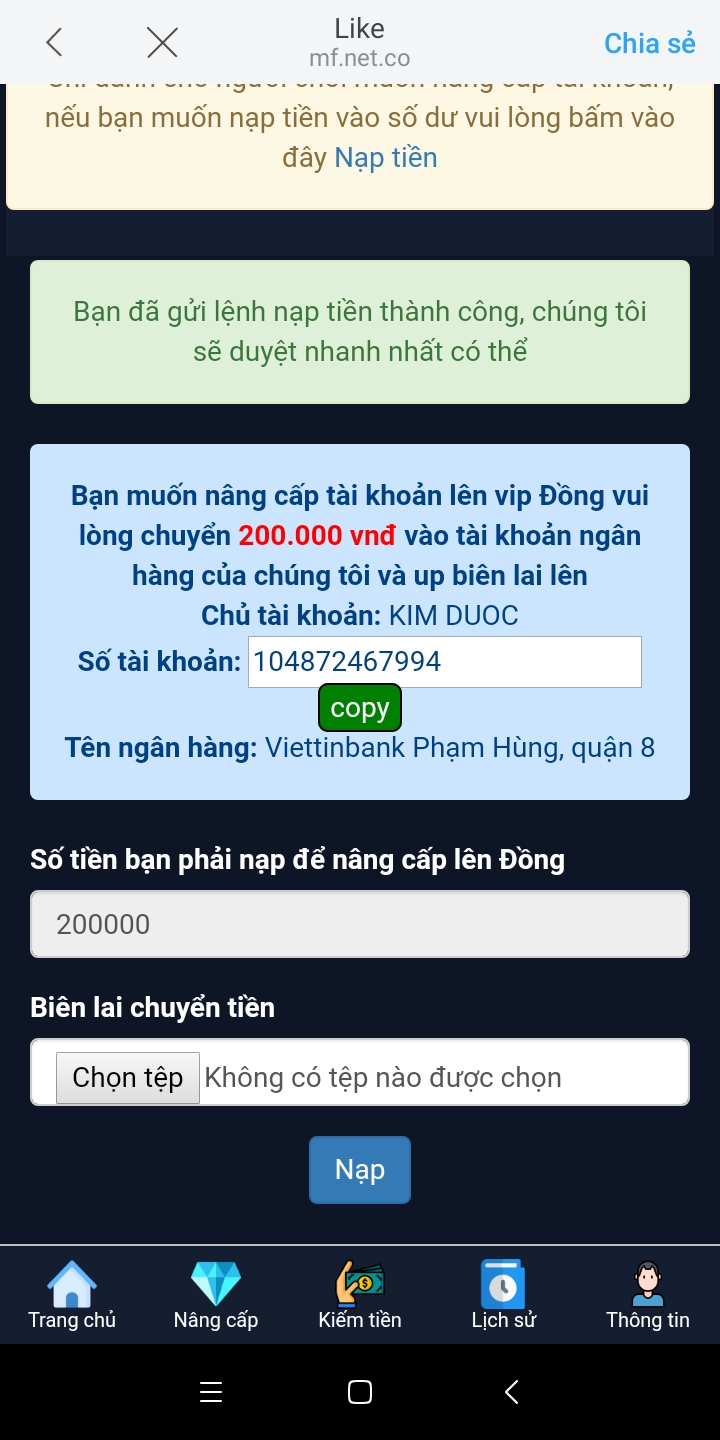 Like
mf.net.co
Chia sẻ
nếu bạn muốn nạp tiền vào số dư vui lòng bấm vào
đây Nạp tiền
Bạn đã gửi lệnh nạp tiền thành công, chúng tôi
sẽ duyệt nhanh nhất có thể
Bạn muốn nâng cấp tài khoản lên vip Đồng vui
lòng chuyển 200.000 vnđ vào tài khoản ngân
hàng của chúng tôi và up biên lai lên
Chủ tài khoản: KIM DUOC
Số tài khoản: 104872467994
copy
Tên ngân hàng: Viettinbank Phạm Hùng, quận 8
Số tiền bạn phải nạp để nâng cấp lên Đồng
200000
Biên lai chuyển tiền
Chọn tệp Không có tệp nào được chọn
Nạp
Trang chủ Nâng cấp Kiếm tiền Lịch sử Thông tin